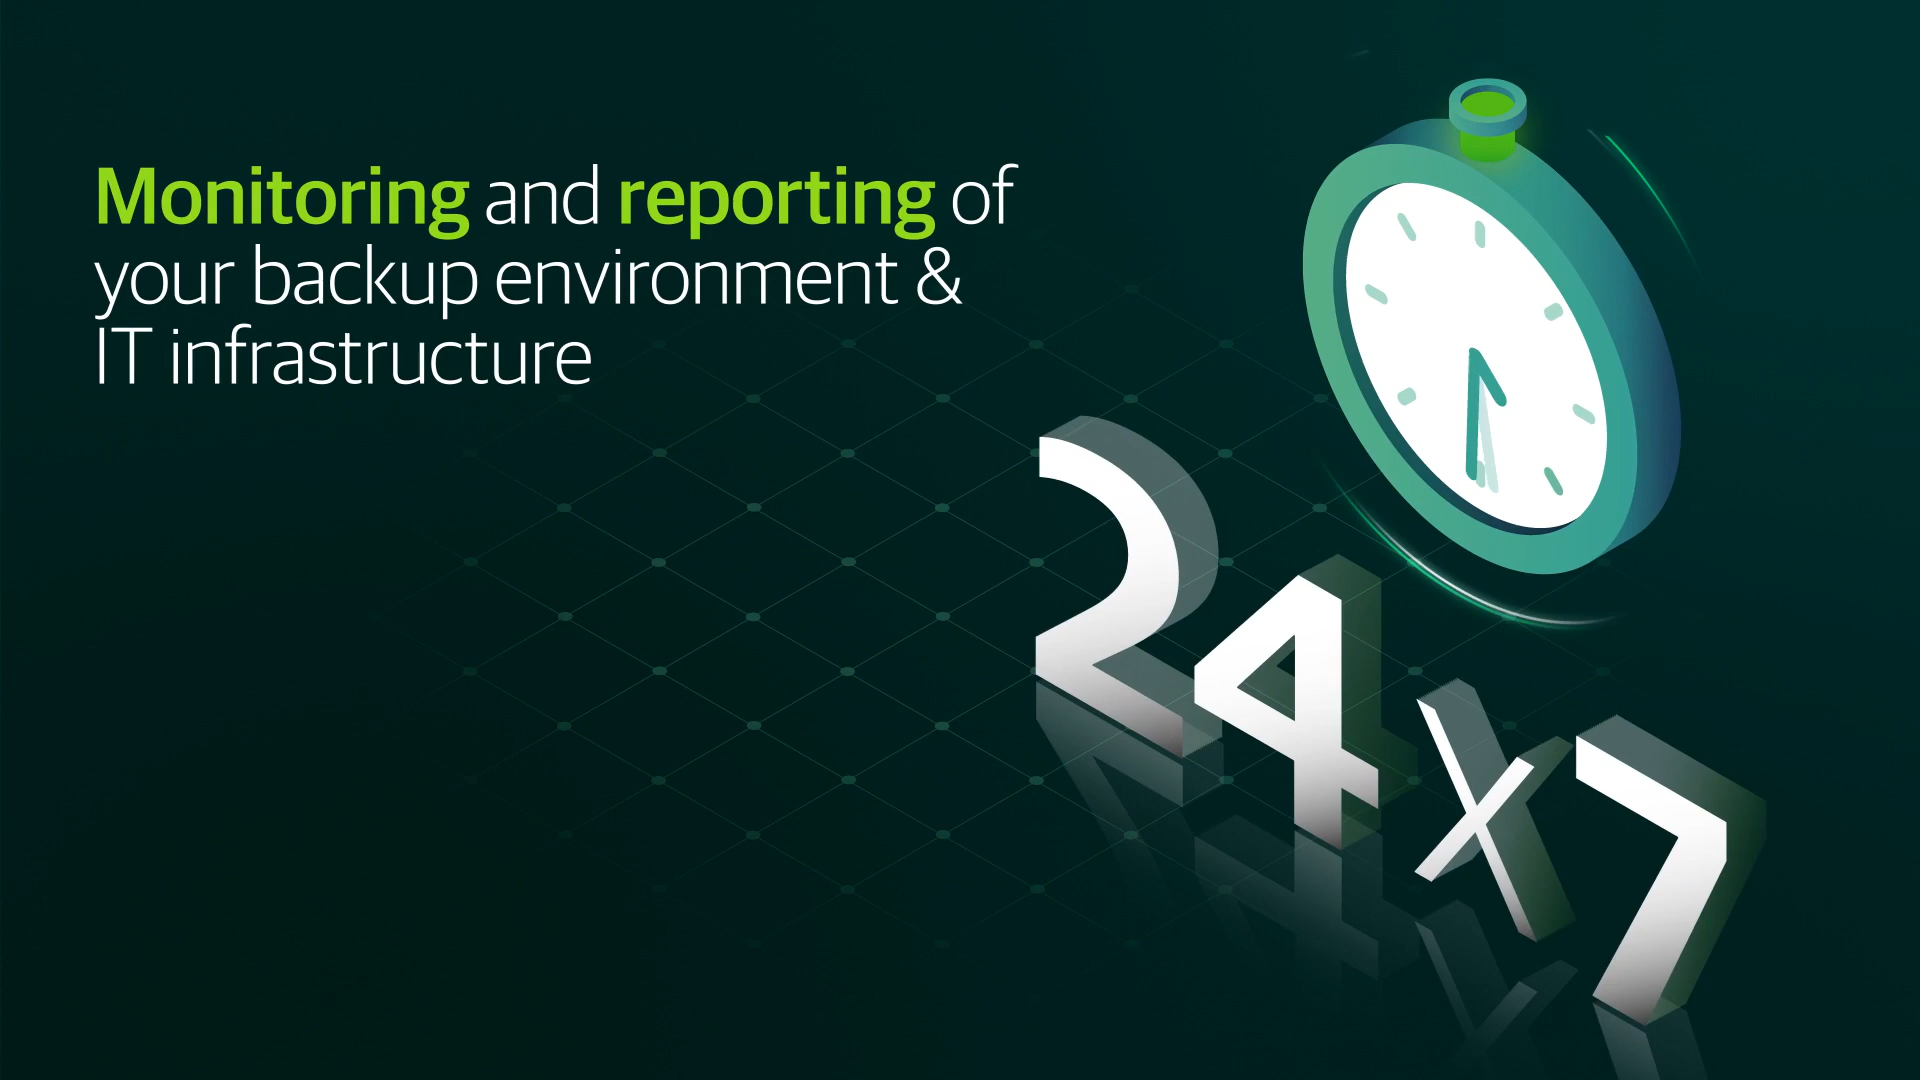 Monitoring and reporting of
your backup environment &
IT infrastructure
24x7